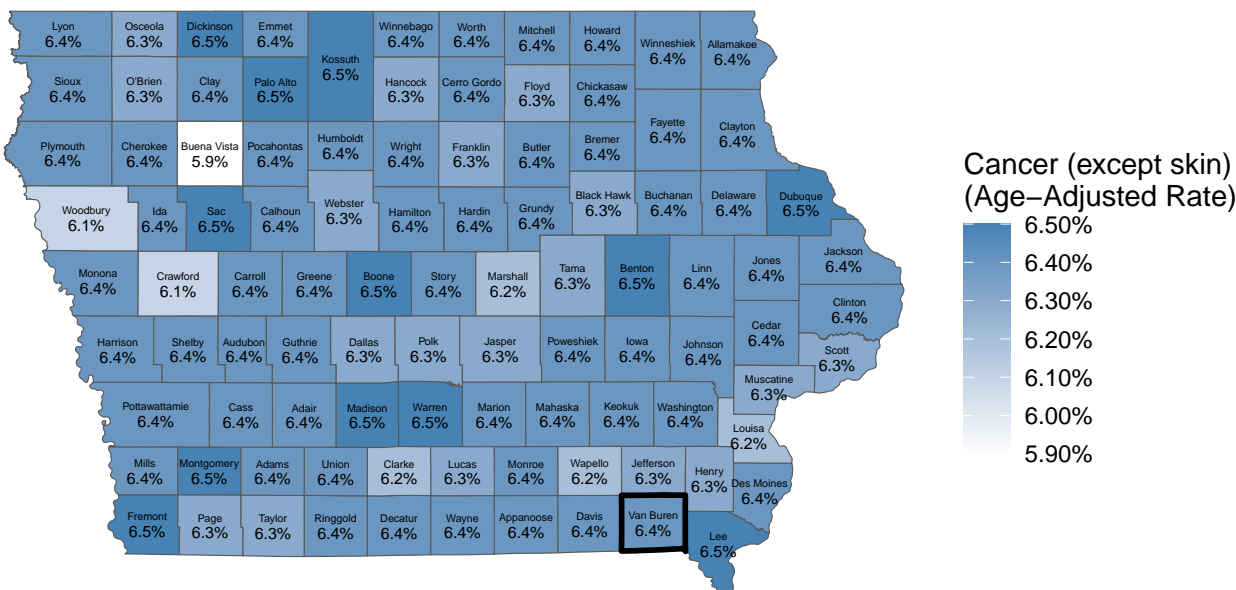 Lyon
6.4%
Osceola
6.3%
Dickinson
6.5%
Emmet
6.4%
Kossuth
6.5%
Winnebago
6.4%
Worth
6.4%
Mitchell
6.4%
Howard
6.4%
Winneshiek
6.4%
Allamakee
6.4%
Sioux
6.4%
O'Brien
6.3%
Clay
6.4%
Palo Alto
6.5%
Hancock
6.3%
Cerro Gordo
6.4%
Floyd
6.3%
Chickasaw
6.4%
Fayette
6.4%
Clayton
6.4%
Plymouth
6.4%
Cherokee
6.4%
Buena Vista
5.9%
Pocahontas
6.4%
Humboldt
6.4%
Wright
6.4%
Franklin
6.3%
Butler
6.4%
Bremer
6.4%
Woodbury
6.1%
Ida
6.4%
Sac
6.5%
Calhoun
6.4%
Webster
6.3%
Hamilton
6.4%
Hardin
6.4%
Grundy
6.4%
Black Hawk
6.3%
Buchanan
6.4%
Delaware
6.4%
Dubuque
6.5%
Monona
6.4%
Crawford
6.1%
Carroll
6.4%
Greene
6.4%
Boone
6.5%
Story
6.4%
Marshall
6.2%
Tama
6.3%
Benton
6.5%
Linn
6.4%
Jones
6.4%
Jackson
6.4%
Clinton
6.4%
Harrison
6.4%
Shelby
6.4%
Audubon
6.4%
Guthrie
6.4%
Dallas
6.3%
Polk
6.3%
Jasper
6.3%
Poweshiek
6.4%
Iowa
6.4%
Johnson
6.4%
Cedar
6.4%
Scott
6.3%
Muscatine
6.3%
Pottawattamie
6.4%
Cass
6.4%
Adair
6.4%
Madison
6.5%
Warren
6.5%
Marion
6.4%
Mahaska
6.4%
Keokuk
6.4%
Washington
6.4%
Louisa
6.2%
Mills
6.4%
Montgomery
6.5%
Adams
6.4%
Union
6.4%
Clarke
6.2%
Lucas
6.3%
Monroe
6.4%
Wapello
6.2%
Jefferson
6.3%
Henry
6.3%
Des Moines
6.4%
Fremont
6.5%
Page
6.3%
Taylor
6.3%
Ringgold
6.4%
Decatur
6.4%
Wayne
6.4%
Appanoose
6.4%
Davis
6.4%
Van Buren
6.4%
Lee
6.5%
Cancer (except skin)
(Age−Adjusted Rate)
6.50%
6.40%
6.30%
6.20%
6.10%
6.00%
5.90%